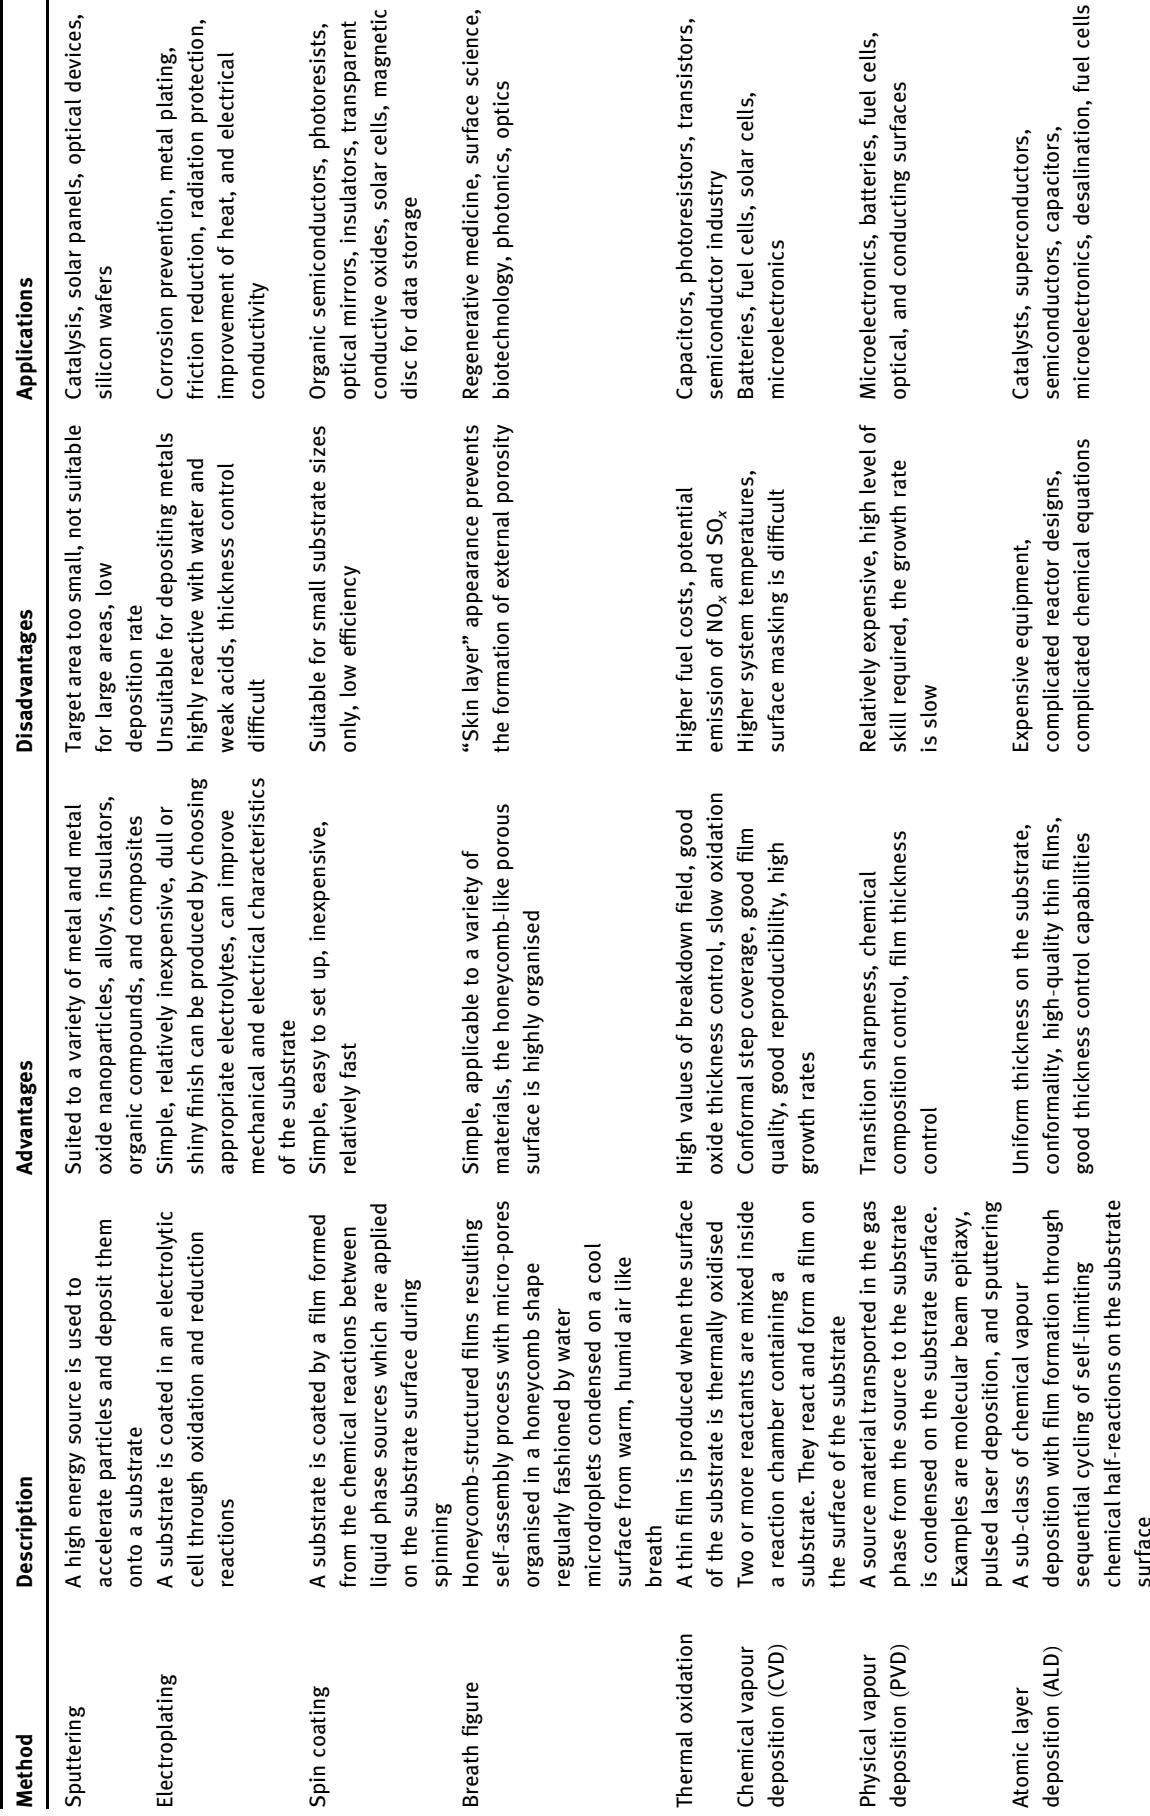 Method Description Advantages Disadvantages Applications
Sputtering
A high energy source is used to
accelerate particles and deposit them
onto a substrate
Suited to a variety of metal and metal
oxide nanoparticles, alloys, insulators,
organic compounds, and composites
Target area too small, not suitable
for large areas, low
deposition rate
Catalysis, solar panels, optical devices,
silicon wafers
Electroplating
A substrate is coated in an electrolytic
cell through oxidation and reduction
reactions
Simple, relatively inexpensive, dull or
shiny finish can be produced by choosing
appropriate electrolytes, can improve
mechanical and electrical characteristics
of the substrate
Unsuitable for depositing metals
highly reactive with water and
weak acids, thickness control
difficult
Corrosion prevention, metal plating,
friction reduction, radiation protection,
improvement of heat, and electrical
conductivity
Spin coating
A substrate is coated by a film formed
from the chemical reactions between
liquid phase sources which are applied
on the substrate surface during
spinning
Simple, easy to set up, inexpensive,
relatively fast
Suitable for small substrate sizes
only, low efficiency
Organic semiconductors, photoresists,
optical mirrors, insulators, transparent
conductive oxides, solar cells, magnetic
disc for data storage
Breath figure
Honeycomb-structured films resulting
self-assembly process with micro-pores
organised in a honeycomb shape
regularly fashioned by water
microdroplets condensed on a cool
surface from warm, humid air like
breath
Simple, applicable to a variety of
materials, the honeycomb-like porous
surface is highly organised
“Skin layer” appearance prevents
the formation of external porosity
Regenerative medicine, surface science,
biotechnology, photonics, optics
Thermal oxidation
A thin film is produced when the surface
of the substrate is thermally oxidised
High values of breakdown field, good
oxide thickness control, slow oxidation
Higher fuel costs, potential
emission of NOx and SOx
Capacitors, photoresistors, transistors,
semiconductor industry
Chemical vapour
deposition (CVD)
Two or more reactants are mixed inside
a reaction chamber containing a
substrate. They react and form a film on
the surface of the substrate
Conformal step coverage, good film
quality, good reproducibility, high
growth rates
Higher system temperatures,
surface masking is difficult
Batteries, fuel cells, solar cells,
microelectronics
Physical vapour
deposition (PVD)
A source material transported in the gas
phase from the source to the substrate
is condensed on the substrate surface.
Examples are molecular beam epitaxy,
pulsed laser deposition, and sputtering
Transition sharpness, chemical
composition control, film thickness
control
Relatively expensive, high level of
skill required, the growth rate
is slow
Microelectronics, batteries, fuel cells,
optical, and conducting surfaces
Atomic layer
deposition (ALD)
A sub-class of chemical vapour
deposition with film formation through
sequential cycling of self-limiting
chemical half-reactions on the substrate
surface
Uniform thickness on the substrate,
conformality, high-quality thin films,
good thickness control capabilities
Expensive equipment,
complicated reactor designs,
complicated chemical equations
Catalysts, superconductors,
semiconductors, capacitors,
microelectronics, desalination, fuel cells